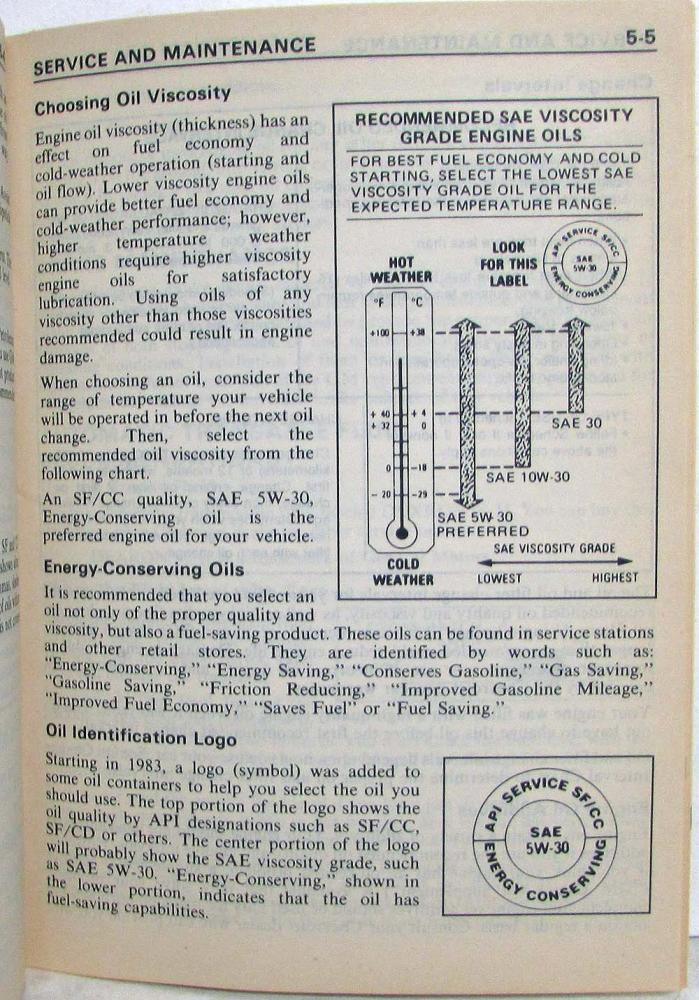 SERVICE AND MAINTENANCE 5-5
Choosing Oil Viscosity
Engine oil viscosity (thickness) has an
effect on fuel economy and
cold-weather operation (starting and
oil flow). Lower viscosity engine oils
can provide better fuel economy and
cold-weather performance; however,
higher temperature weather
conditions require higher viscosity
engine oils for satisfactory
lubrication. Using oils of any
viscosity other than those viscosities
recommended could result in engine
damage.
When choosing an oil, consider the
range of temperature your vehicle
will be operated in before the next oil
change. Then, select the
recommended oil viscosity from the
following chart.
An SF/CC quality, SAE 5W-30,
Energy-Conserving oil is the
preferred engine oil for your vehicle.
RECOMMENDED SAE VISCOSITY
GRADE ENGINE OILS
FOR BEST FUEL ECONOMY AND COLD
STARTING, SELECT THE LOWEST SAE
VISCOSITY GRADE OIL FOR THE
EXPECTED TEMPERATURE RANGE.
HOT
WEATHER
LOOK
FOR THIS
LABEL
API SERVICE SF/CC
SAE
5W-30
ENERGY CONSERVING
°F °C
+100 +38
+ 40 + 4
+ 32 0
0 -18
- 20 -29
SAE 30
SAE 10W-30
SAE 5W-30
PREFERRED
COLD
WEATHER
SAE VISCOSITY GRADE
LOWEST HIGHEST
Energy-Conserving Oils
It is recommended that you select an
oil not only of the proper quality and
viscosity, but also a fuel-saving product. These oils can be found in service stations
and other retail stores. They are identified by words such as:
"Energy-Conserving," "Energy Saving," "Conserves Gasoline," "Gas Saving,"
"Gasoline Saving," "Friction Reducing," "Improved Gasoline Mileage,"
"Improved Fuel Economy," "Saves Fuel" or "Fuel Saving."
Oil Identification Logo
Starting in 1983, a logo (symbol) was added to
some oil containers to help you select the oil you
should use. The top portion of the logo shows the
oil quality by API designations such as SF/CC,
SF/CD or others. The center portion of the logo
will probably show the SAE viscosity grade, such
as SAE 5W-30. "Energy-Conserving," shown in
the lower portion, indicates that the oil has
fuel-saving capabilities.
API SERVICE SF/CC
SAE
5W-30
ENERGY CONSERVING